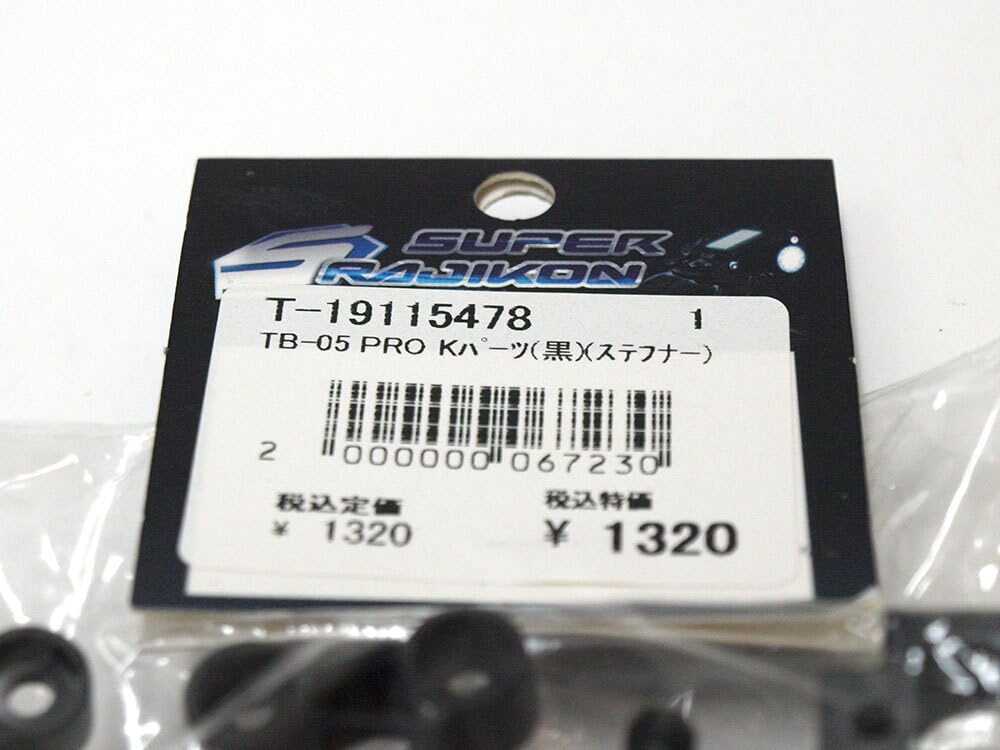 SUPER
RAJIKON
T-19115478 1
TB-05 PRO Kパーツ(黒)(ステフナー)
2 000000 067230
税込定価 税込特価
¥ 1320 ¥ 1320